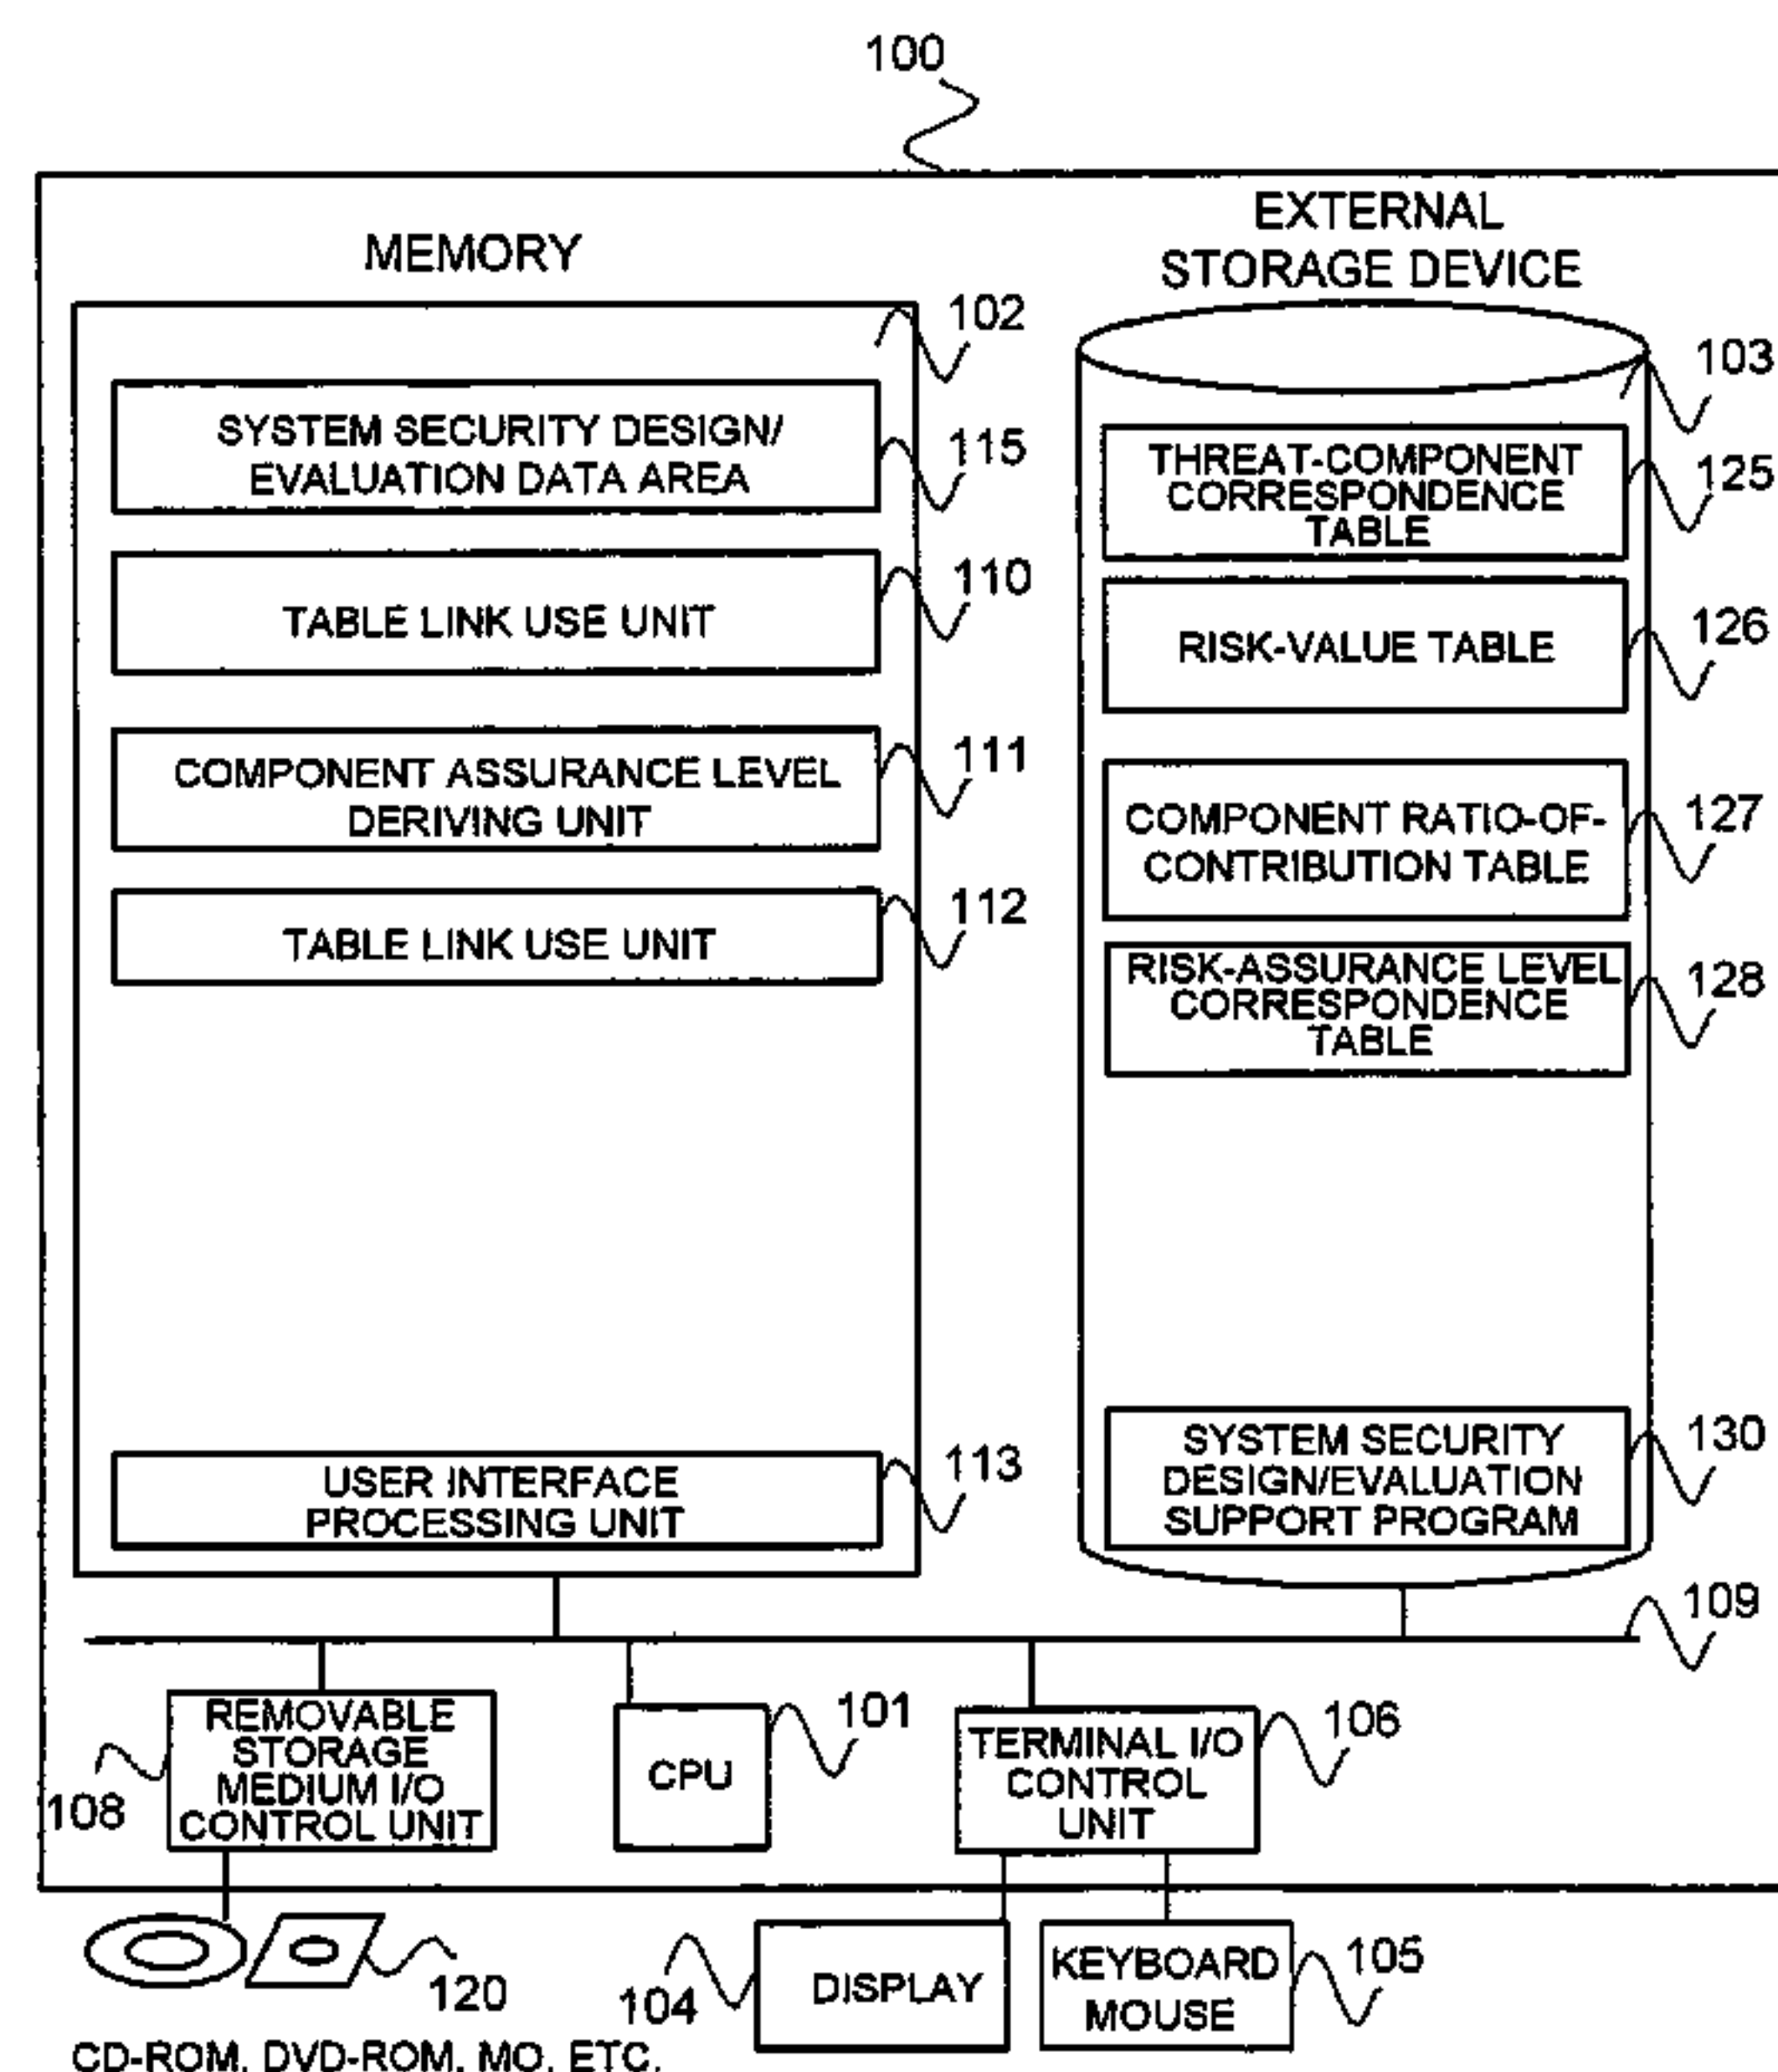 100
MEMORY
EXTERNAL
STORAGE DEVICE
102
103
SYSTEM SECURITY DESIGN/
EVALUATION DATA AREA
115
TABLE LINK USE UNIT
110
COMPONENT ASSURANCE LEVEL
DERIVING UNIT
111
TABLE LINK USE UNIT
112
USER INTERFACE
PROCESSING UNIT
113
THREAT-COMPONENT
CORRESPONDENCE
TABLE
125
RISK-VALUE TABLE
126
COMPONENT RATIO-OF-
CONTRIBUTION TABLE
127
RISK-ASSURANCE LEVEL
CORRESPONDENCE
TABLE
128
SYSTEM SECURITY
DESIGN/EVALUATION
SUPPORT PROGRAM
130
109
REMOVABLE
STORAGE
MEDIUM I/O
CONTROL UNIT
108
CPU
101
TERMINAL I/O
CONTROL
UNIT
106
120
CD-ROM, DVD-ROM, MO, ETC.
104
DISPLAY
KEYBOARD
MOUSE
105